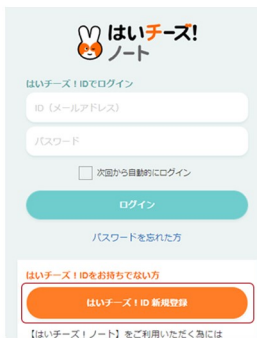 はいチーズ!
ノート
はいチーズ!IDでログイン
ID(メールアドレス)
パスワード
次回から自動的にログイン
ログイン
パスワードを忘れた方
はいチーズ!IDをお持ちでない方
はいチーズ!ID 新規登録
【はいチーズ!ノート】をご利用いただく為には